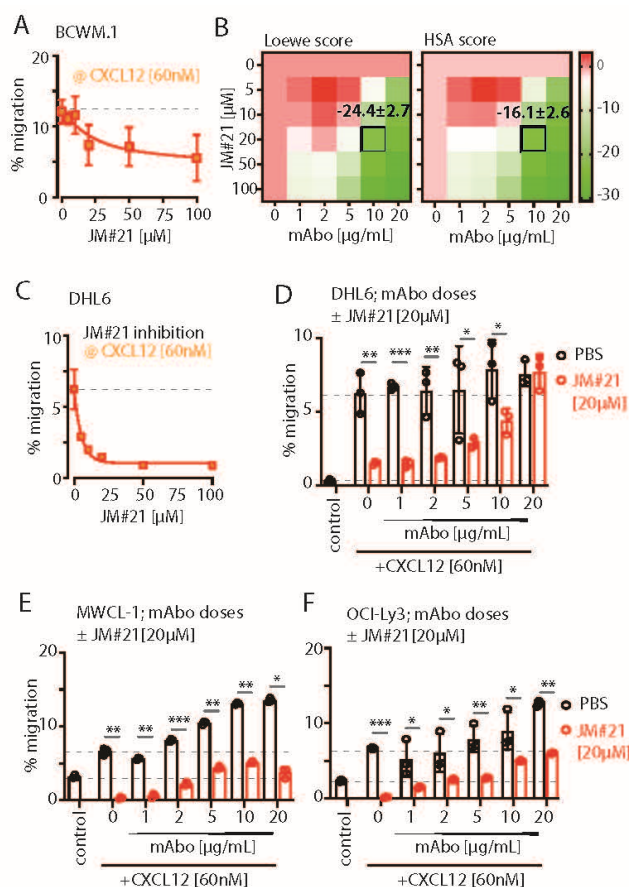 A
BCWM.1
@ CXCL12 [60nM]
% migration
20
15
10
5
0
0
25
50
75
100
JM#21 [µM]
B
Loewe score
HSA score
JM#21 [µM]
0
5
10
20
50
100
-24.4±2.7
-16.1±2.6
0
1
2
5
10
20
0
1
2
5
10
20
mAbo [µg/mL]
mAbo [µg/mL]
0
-10
-20
-30
C
DHL6
JM#21 inhibition
@ CXCL12 [60nM]
% migration
10
5
0
0
25
50
75
100
JM#21 [µM]
D
DHL6; mAbo doses
± JM#21 [20µM]
% migration
10
5
0
** *** ** * *
PBS
JM#21
[20µM]
control
0
1
2
5
10
20
mAbo [µg/mL]
+CXCL12 [60nM]
E
MWCL-1; mAbo doses
± JM#21 [20µM]
% migration
20
10
0
** ** *** ** ** *
control
0
1
2
5
10
20
mAbo [µg/mL]
+CXCL12 [60nM]
F
OCI-Ly3; mAbo doses
± JM#21 [20µM]
20
10
0
*** * * ** * **
PBS
JM#21
[20µM]
control
0
1
2
5
10
20
mAbo [µg/mL]
+CXCL12 [60nM]